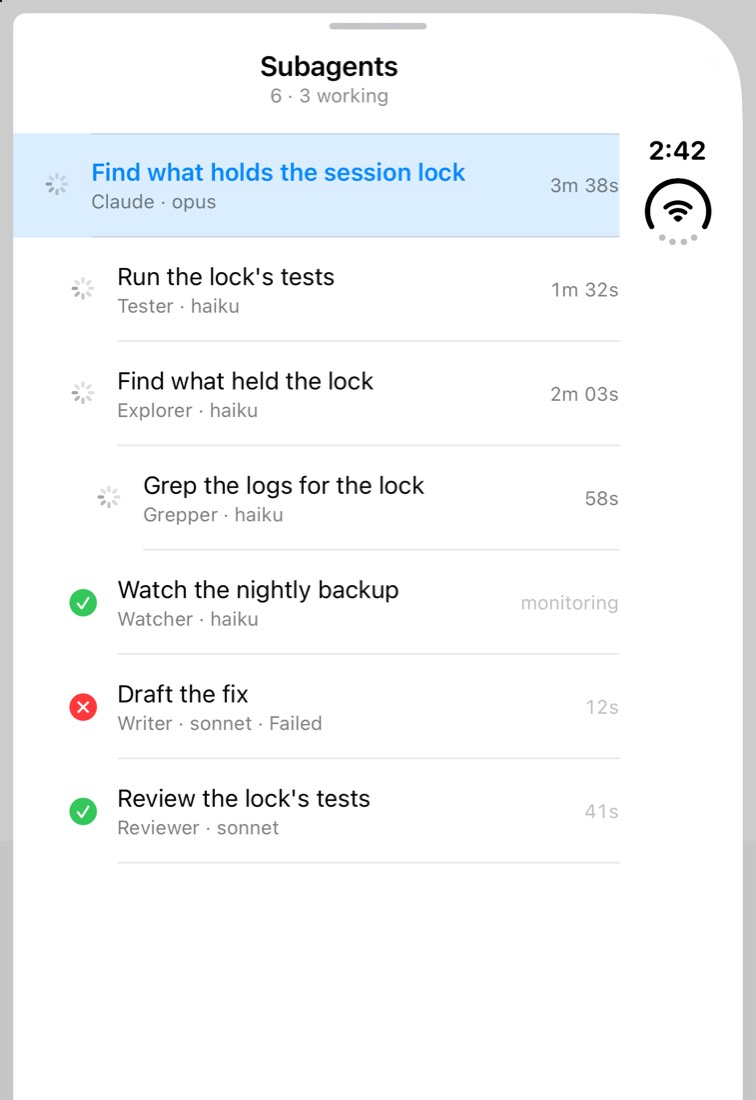 Subagents
6 · 3 working
2:42
Find what holds the session lock
3m 38s
Claude · opus
Run the lock's tests
1m 32s
Tester · haiku
Find what held the lock
2m 03s
Explorer · haiku
Grep the logs for the lock
58s
Grepper · haiku
Watch the nightly backup
monitoring
Watcher · haiku
Draft the fix
12s
Writer · sonnet · Failed
Review the lock's tests
41s
Reviewer · sonnet